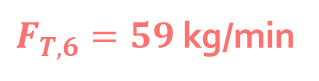 F_{T,6} = 59 kg/min